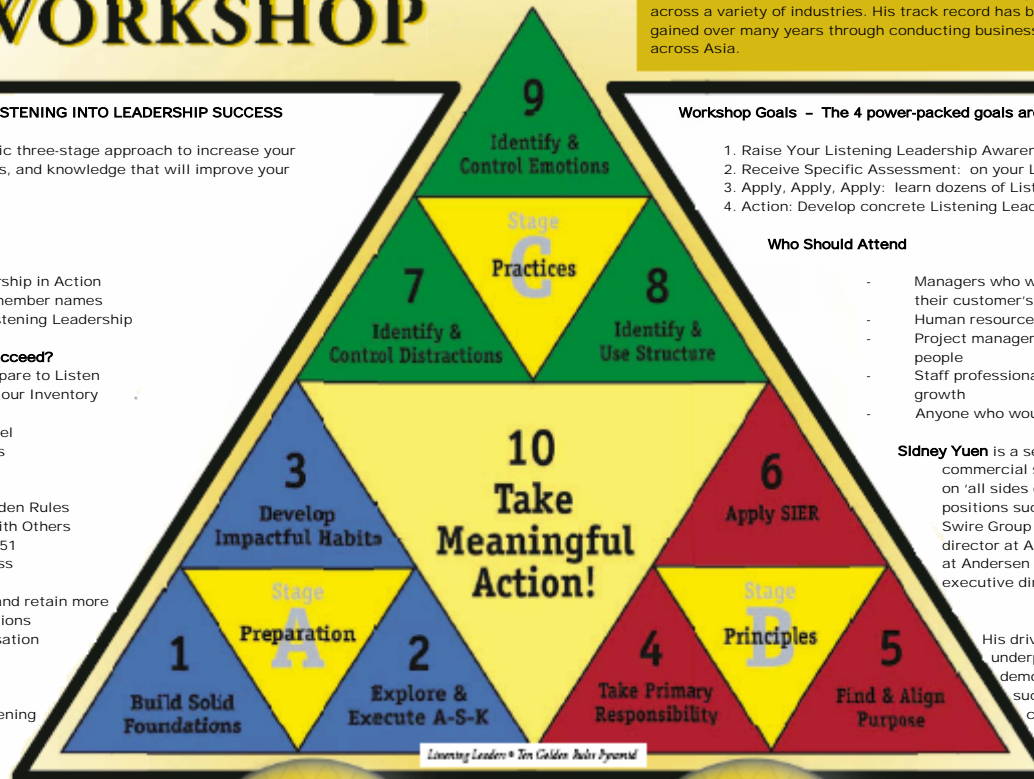 WORKSHOP
across a variety of industries. His track record has b
gained over many years through conducting business
across Asia.
STENING INTO LEADERSHIP SUCCESS
ic three-stage approach to increase your
s, and knowledge that will improve your
rship in Action
member names
stening Leadership
cceed?
pare to Listen
our Inventory
el
s
den Rules
ith Others
51
ss
and retain more
ions
sation
ening
9
Identify &
Control Emotions
Stage
C
Practices
7
Identify &
Control Distractions
8
Identify &
Use Structure
10
Take
Meaningful
Action!
3
Develop
Impactful Habits
6
Apply SIER
Stage
A
Preparation
1
Build Solid
Foundations
2
Explore &
Execute A-S-K
Stage
B
Principles
4
Take Primary
Responsibility
5
Find & Align
Purpose
Listening Leaders® Ten Golden Rules Pyramid
Workshop Goals – The 4 power-packed goals ar
1. Raise Your Listening Leadership Awaren
2. Receive Specific Assessment: on your L
3. Apply, Apply, Apply: learn dozens of List
4. Action: Develop concrete Listening Lead
Who Should Attend
- Managers who w
their customer's
- Human resource
- Project manager
people
- Staff professiona
growth
- Anyone who wou
Sidney Yuen is a se
commercial s
on 'all sides
positions suc
Swire Group
director at A
at Andersen
executive di
His driv
underp
demo
suc
c